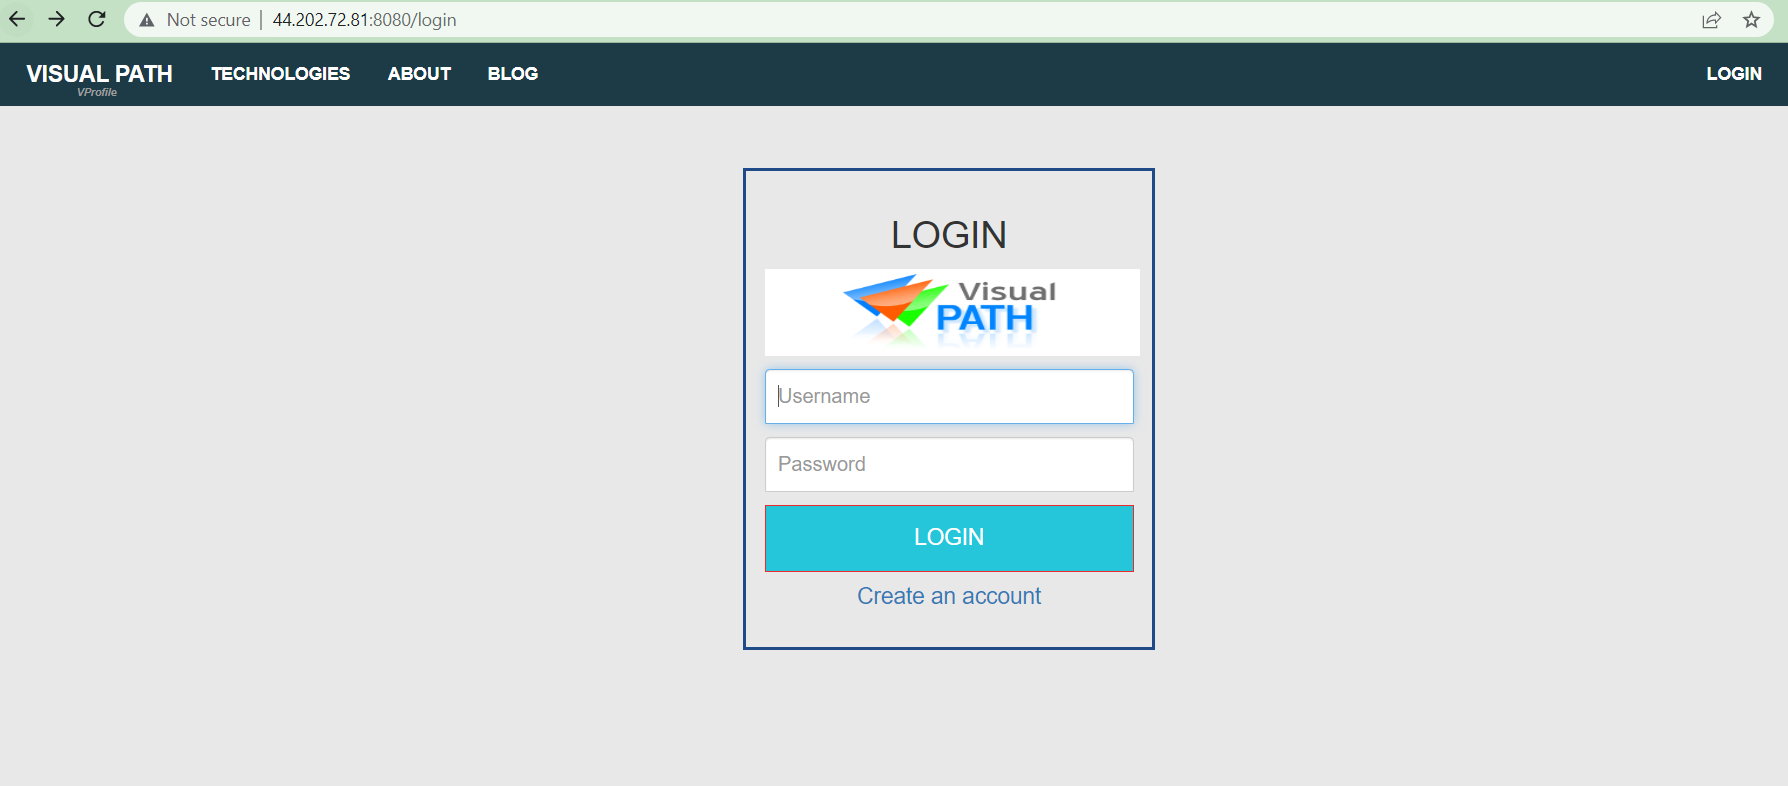 Not secure | 44.202.72.81:8080/login
VISUAL PATH TECHNOLOGIES ABOUT BLOG LOGIN
VProfile
LOGIN
Visual
PATH
Username
Password
LOGIN
Create an account